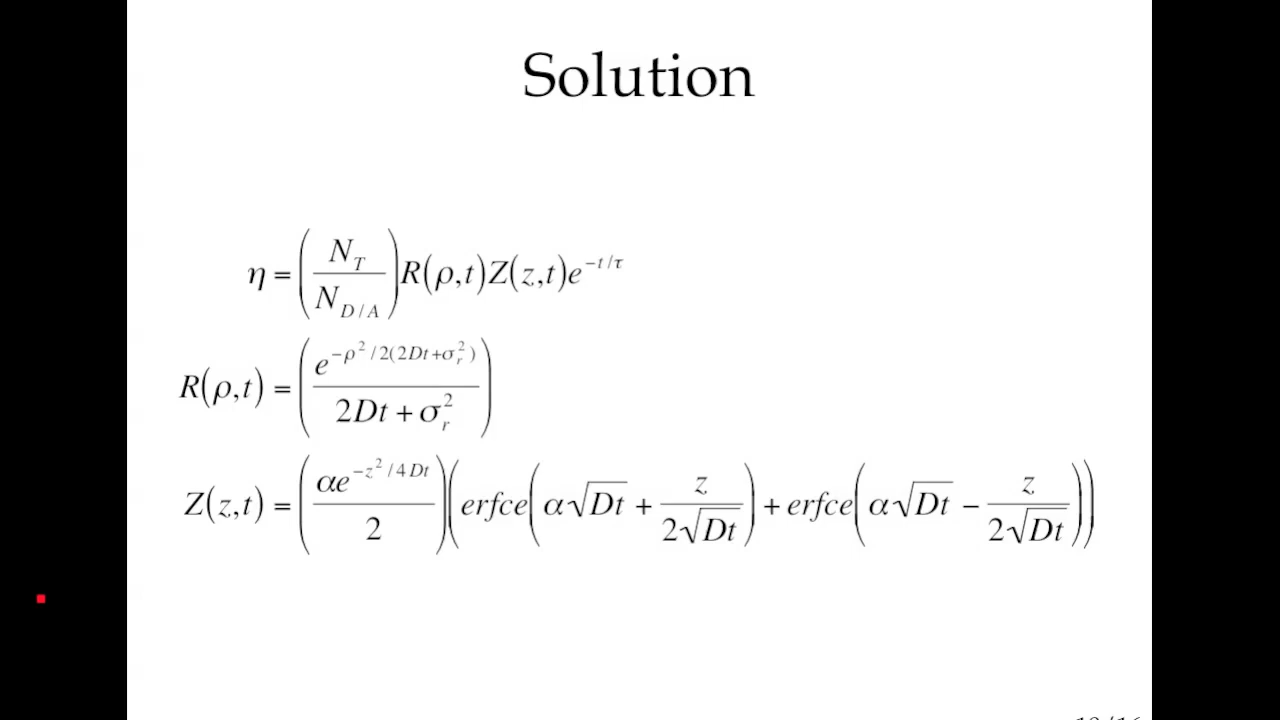 Solution
η = (N_T / N_{D/A}) R(ρ,t)Z(z,t)e^{−t/τ}
R(ρ,t) = (e^{−ρ²/2(2Dt+σ_r²)} / 2Dt + σ_r²)
Z(z,t) = (αe^{−z²/4Dt} / 2)(erfce(α√Dt + z / 2√Dt) + erfce(α√Dt − z / 2√Dt))